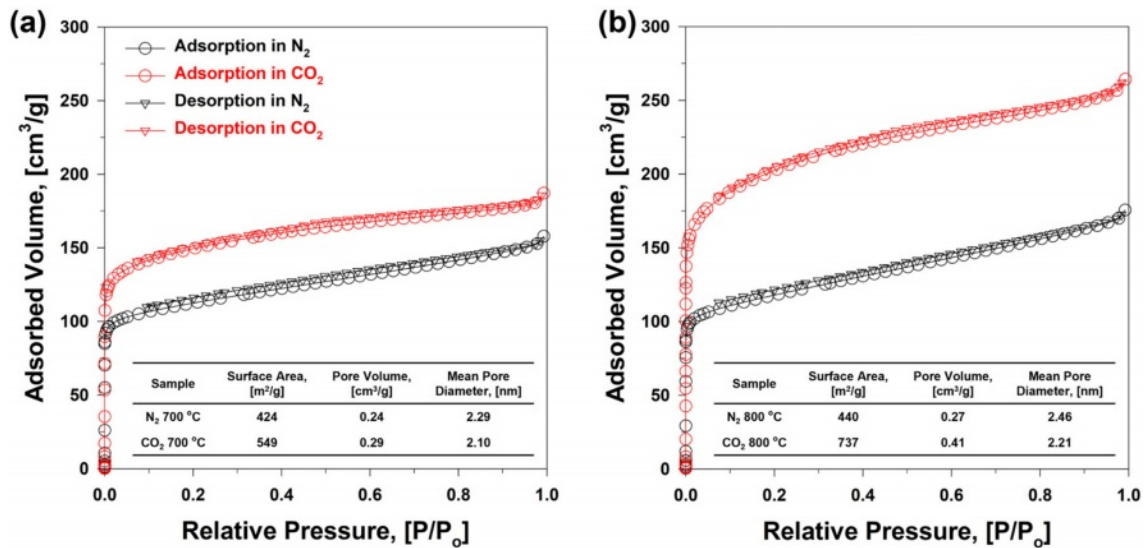 (a)
300
250
200
150
100
50
0
Adsorbed Volume, [cm³/g]
Adsorption in N₂
Adsorption in CO₂
Desorption in N₂
Desorption in CO₂
Sample Surface Area, [m²/g] Pore Volume, [cm³/g] Mean Pore Diameter, [nm]
N₂ 700 °C 424 0.24 2.29
CO₂ 700 °C 549 0.29 2.10
0.0 0.2 0.4 0.6 0.8 1.0
Relative Pressure, [P/Pₒ]
(b)
300
250
200
150
100
50
0
Adsorbed Volume, [cm³/g]
Sample Surface Area, [m²/g] Pore Volume, [cm³/g] Mean Pore Diameter, [nm]
N₂ 800 °C 440 0.27 2.46
CO₂ 800 °C 737 0.41 2.21
0.0 0.2 0.4 0.6 0.8 1.0
Relative Pressure, [P/Pₒ]